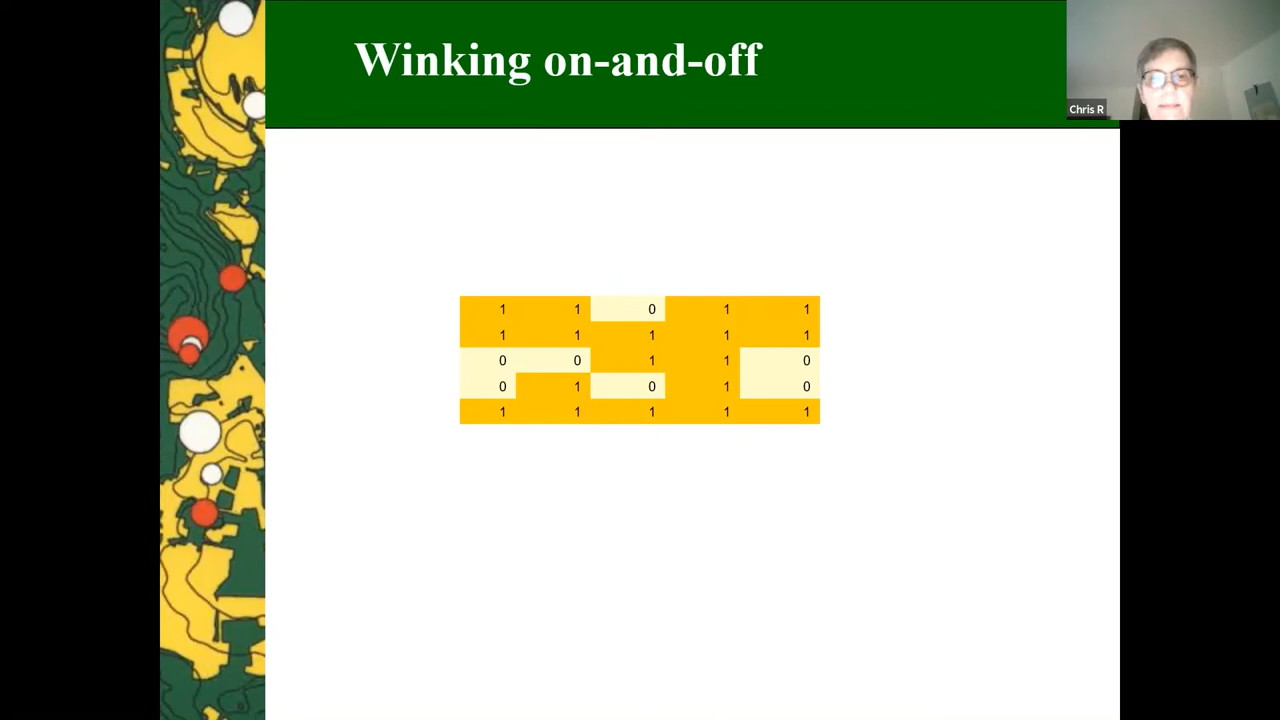 Winking on-and-off
Chris R
1 1 0 1 1
1 1 1 1 1
0 0 1 1 0
0 1 0 1 0
1 1 1 1 1